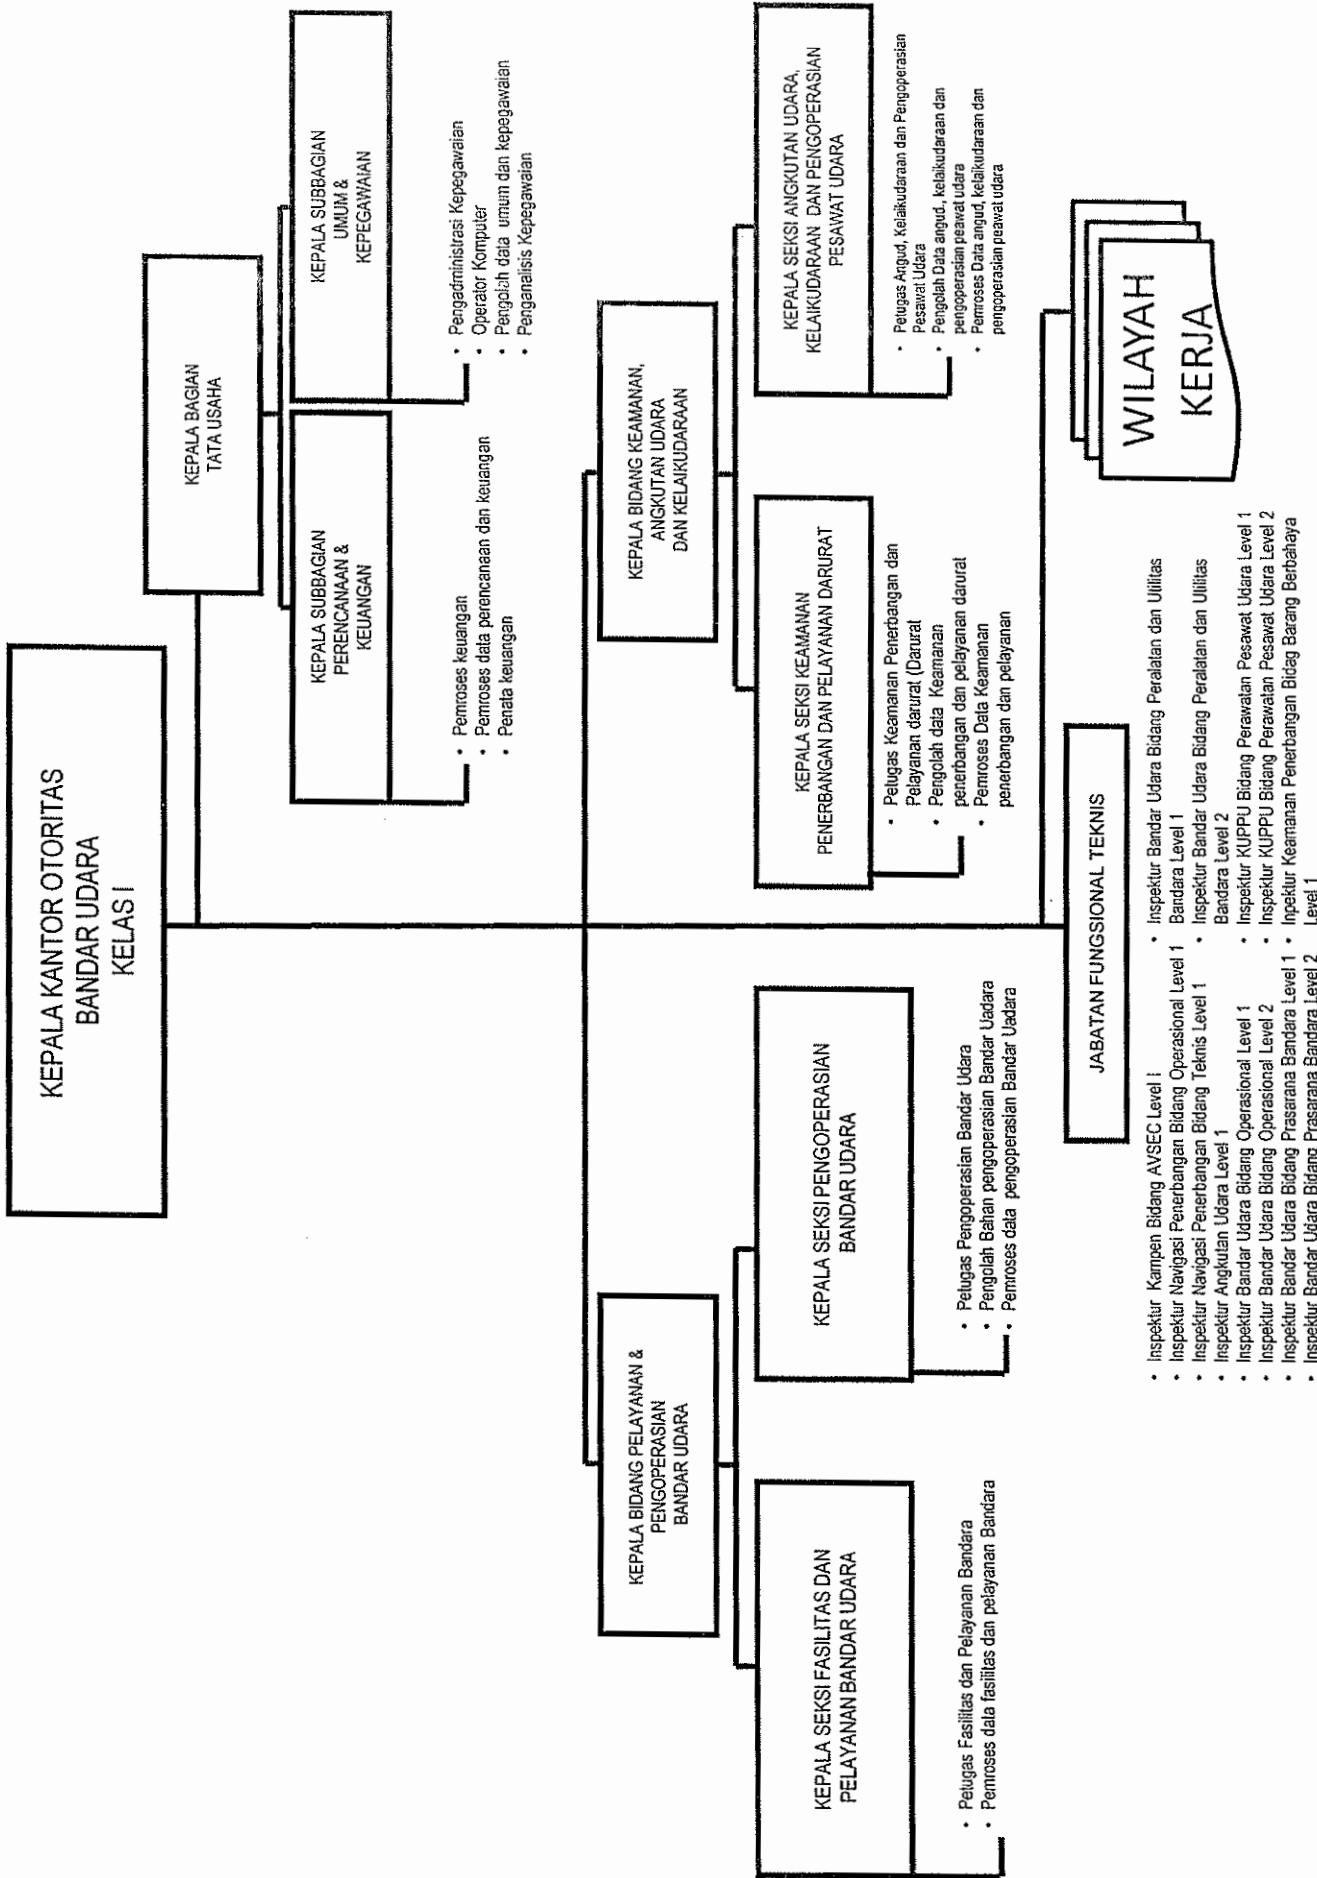 KEPALA KANTOR OTORITAS
BANDAR UDARA
KELAS I
KEPALA BAGIAN
TATA USAHA
KEPALA SUBBAGIAN
PERENCANAAN &
KEUANGAN
• Pemroses keuangan
• Pemroses data perencanaan dan keuangan
• Penata keuangan
KEPALA SUBBAGIAN
UMUM &
KEPEGAWAIAN
• Pengadministrasi Kepegawaian
• Operator Komputer
• Pengolah data umum dan kepegawaian
• Penganalisis Kepegawaian
KEPALA BIDANG PELAYANAN &
PENGOPERASIAN
BANDAR UDARA
KEPALA SEKSI FASILITAS DAN
PELAYANAN BANDAR UDARA
• Petugas Fasilitas dan Pelayanan Bandara
• Pemroses data fasilitas dan pelayanan Bandara
KEPALA SEKSI PENGOPERASIAN
BANDAR UDARA
• Petugas Pengoperasian Bandar Udara
• Pengolah Bahan pengoperasian Bandar Uadara
• Pemroses data pengoperasian Bandar Uadara
KEPALA BIDANG KEAMANAN,
ANGKUTAN UDARA
DAN KELAIKUDARAAN
KEPALA SEKSI KEAMANAN
PENERBANGAN DAN PELAYANAN DARURAT
• Petugas Keamanan Penerbangan dan
Pelayanan darurat (Darurat
• Pengolah data Keamanan
penerbangan dan pelayanan darurat
• Pemroses Data Keamanan
penerbangan dan pelayanan
KEPALA SEKSI ANGKUTAN UDARA,
KELAIKUDARAAN DAN PENGOPERASIAN
PESAWAT UDARA
• Petugas Angud, Kelaikudaraan dan Pengoperasian
Pesawat Udara
• Pengolah Data angud., kelaikudaraan dan
pengoperasian peawat udara
• Pemroses Data angud, kelaikudaraan dan
pengoperasian peawat udara
JABATAN FUNGSIONAL TEKNIS
• Inspektur Kampen Bidang AVSEC Level I
• Inspektur Navigasi Penerbangan Bidang Operasional Level 1
• Inspektur Navigasi Penerbangan Bidang Teknis Level 1
• Inspektur Angkutan Udara Level 1
• Inspektur Bandar Udara Bidang Operasional Level 1
• Inspektur Bandar Udara Bidang Operasional Level 2
• Inspektur Bandar Udara Bidang Prasarana Bandara Level 1
• Inspektur Bandar Udara Bidang Prasarana Bandara Level 2
• Inspektur Bandar Udara Bidang Peralatan dan Utilitas
Bandara Level 1
• Inspektur Bandar Udara Bidang Peralatan dan Utilitas
Bandara Level 2
• Inspektur KUPPU Bidang Perawatan Pesawat Udara Level 1
• Inspektur KUPPU Bidang Perawatan Pesawat Udara Level 2
• Inpektur Keamanan Penerbangan Bidag Barang Berbahaya
Level 1
WILAYAH
KERJA